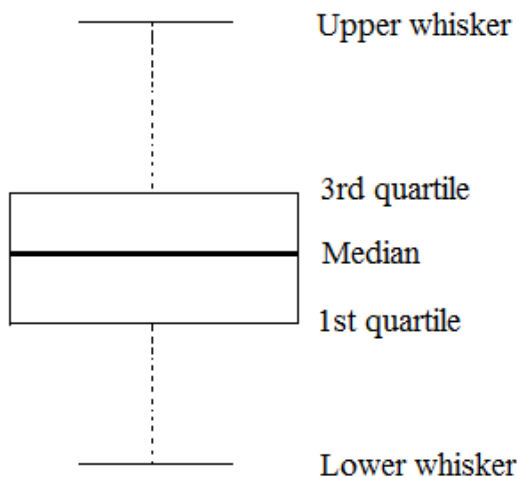 Upper whisker
3rd quartile
Median
1st quartile
Lower whisker